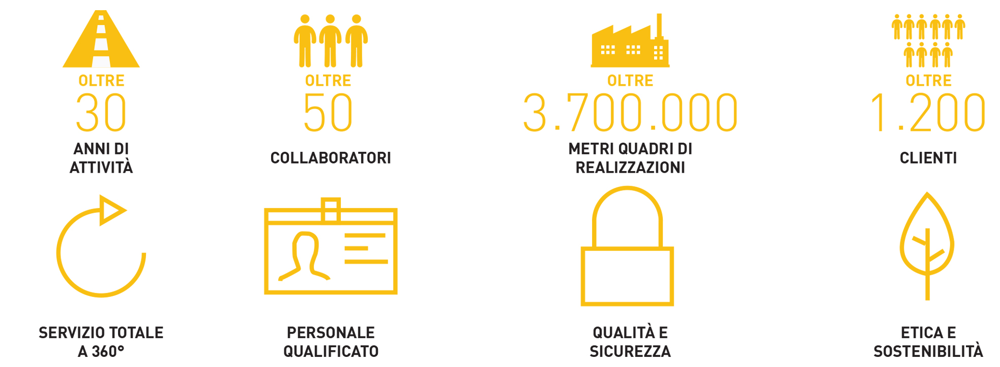 OLTRE
30
ANNI DI
ATTIVITÀ
OLTRE
50
COLLABORATORI
OLTRE
3.700.000
METRI QUADRI DI
REALIZZAZIONI
OLTRE
1.200
CLIENTI
SERVIZIO TOTALE
A 360°
PERSONALE
QUALIFICATO
QUALITÀ E
SICUREZZA
ETICA E
SOSTENIBILITÀ